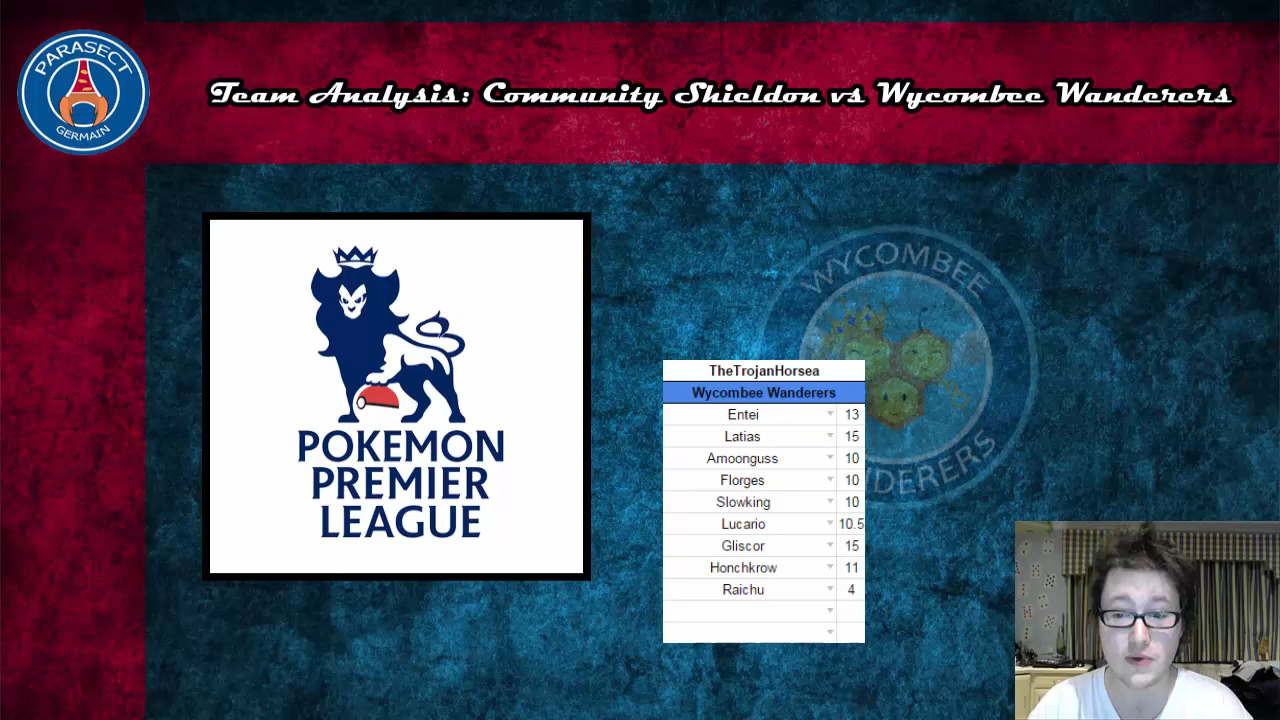 PARASECT
GERMAIN
Team Analysis: Community Shieldon vs Wycombee Wanderers
POKEMON
PREMIER
LEAGUE
WYCOMBEE
WANDERERS
TheTrojanHorsea
Wycombee Wanderers
Entei 13
Latias 15
Amoonguss 10
Florges 10
Slowking 10
Lucario 10.5
Gliscor 15
Honchkrow 11
Raichu 4